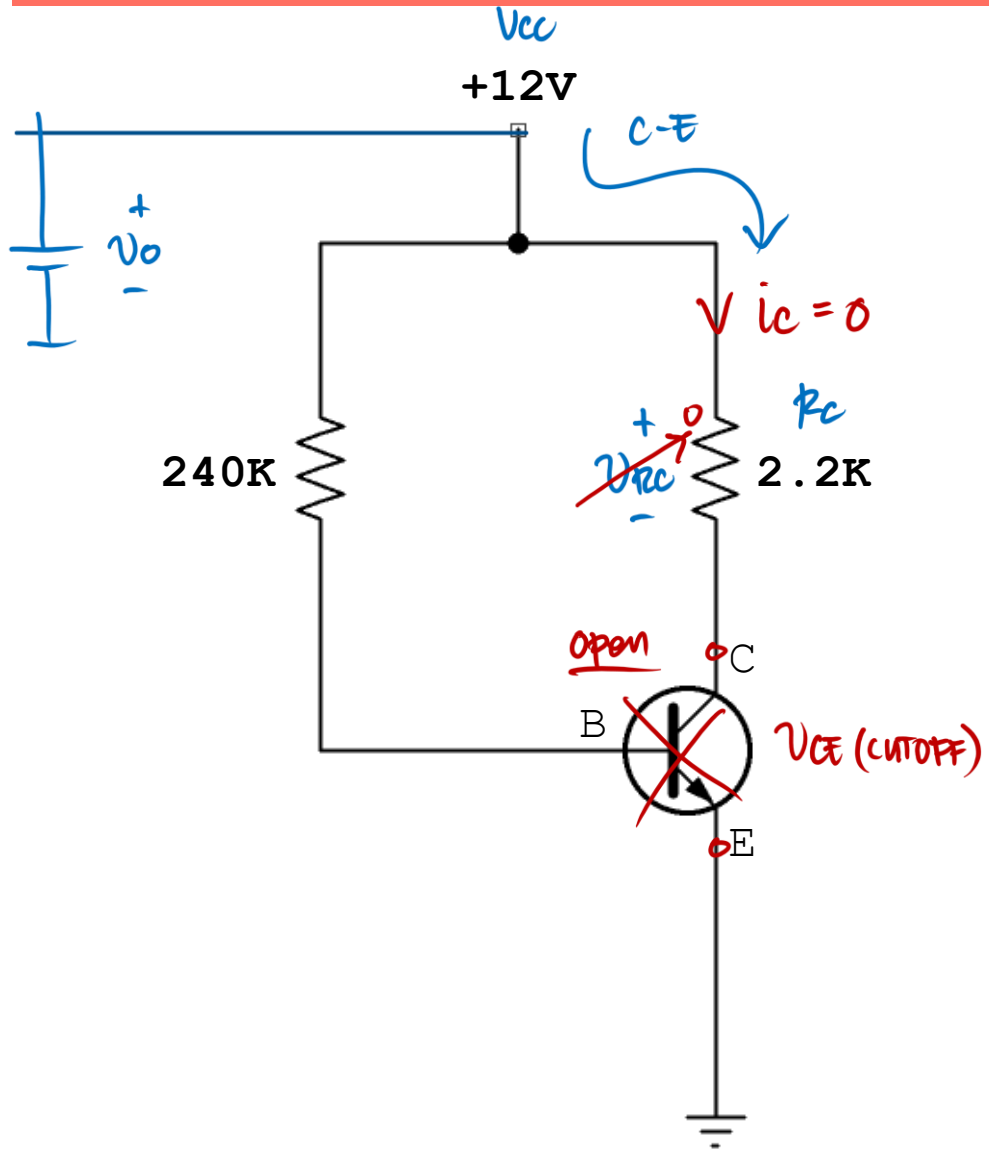 Vcc
+12V
C-E
+
Vo
-
ic = 0
Rc
+
0
VRC
-
240K
2.2K
open
C
B
VCE (CUTOFF)
E